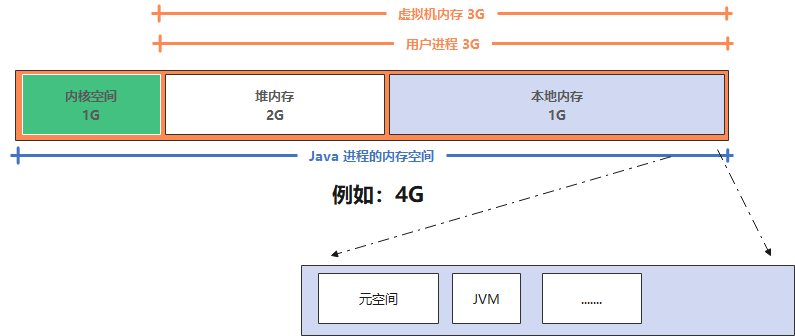 虚拟机内存 3G
用户进程 3G
内核空间
1G
堆内存
2G
本地内存
1G
Java 进程的内存空间
例如：4G
元空间
JVM
.......